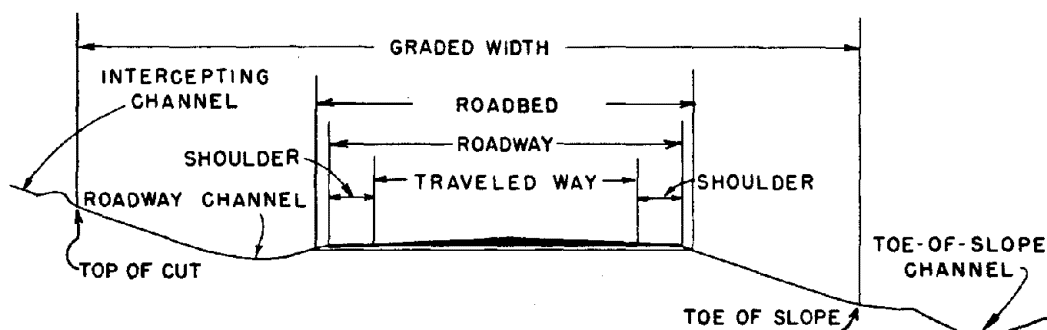 GRADED WIDTH
INTERCEPTING
CHANNEL
ROADBED
ROADWAY
SHOULDER
TRAVELED WAY
SHOULDER
ROADWAY CHANNEL
TOP OF CUT
TOE-OF-SLOPE
CHANNEL
TOE OF SLOPE